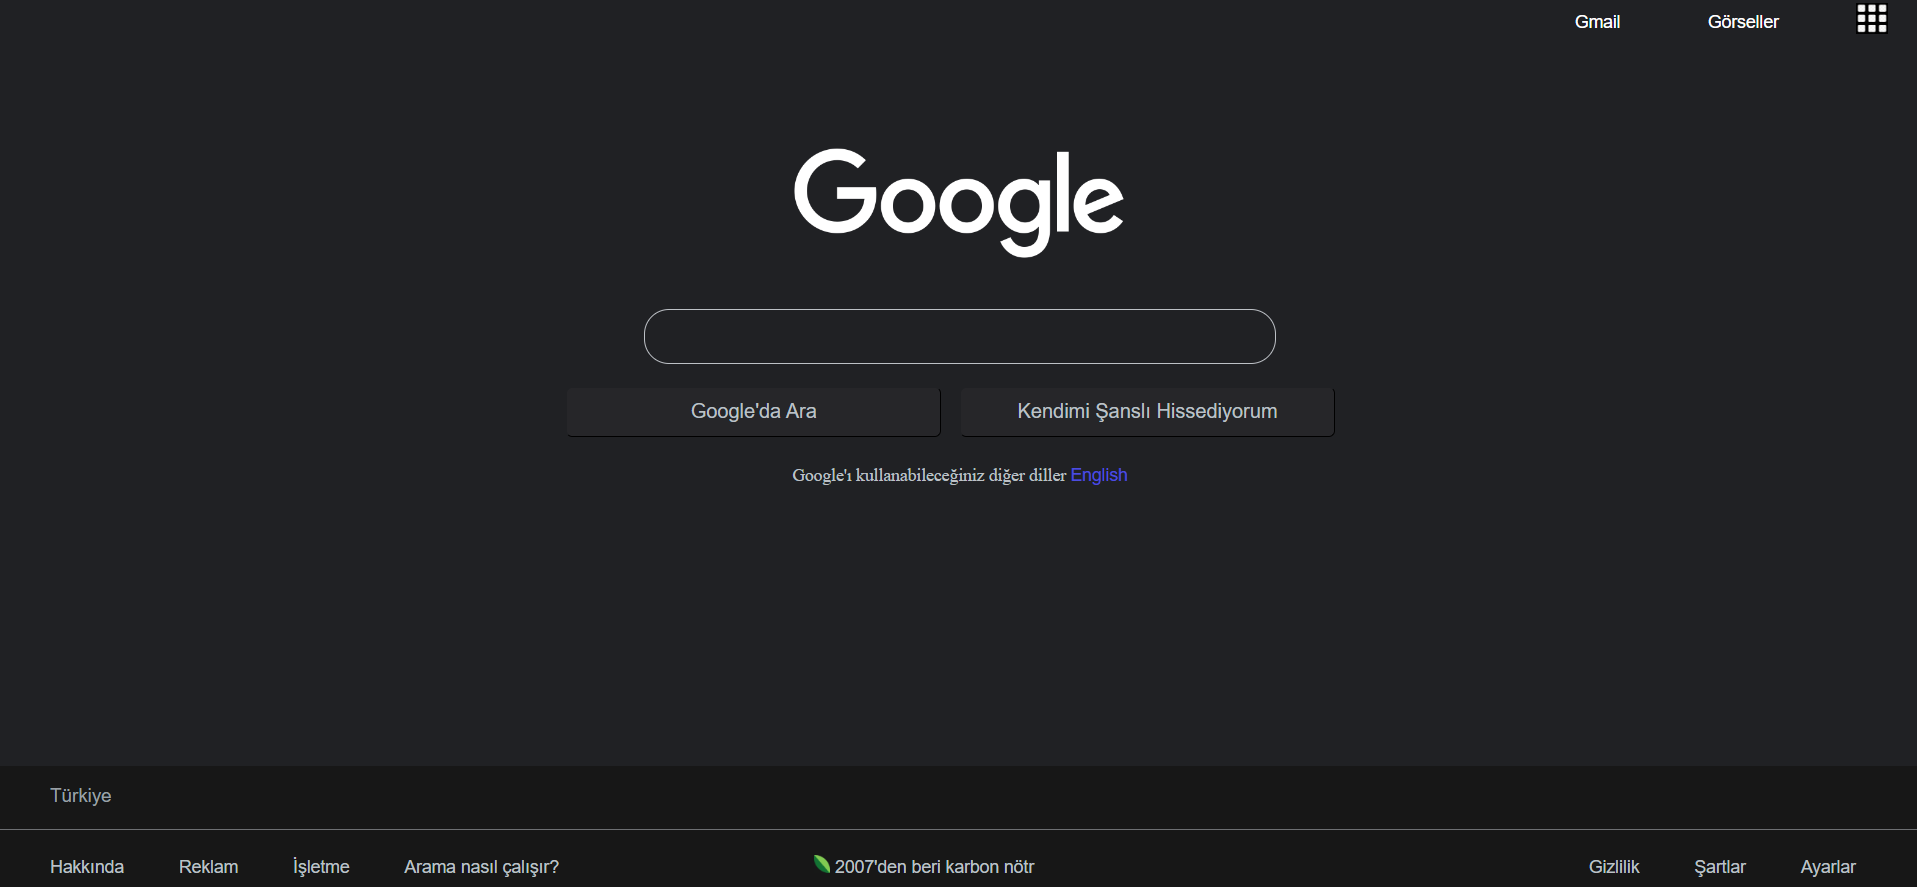 Gmail Görseller
Google
Google'da Ara Kendimi Şanslı Hissediyorum
Google'ı kullanabileceğiniz diğer diller English
Türkiye
Hakkında Reklam İşletme Arama nasıl çalışır? 2007'den beri karbon nötr Gizlilik Şartlar Ayarlar